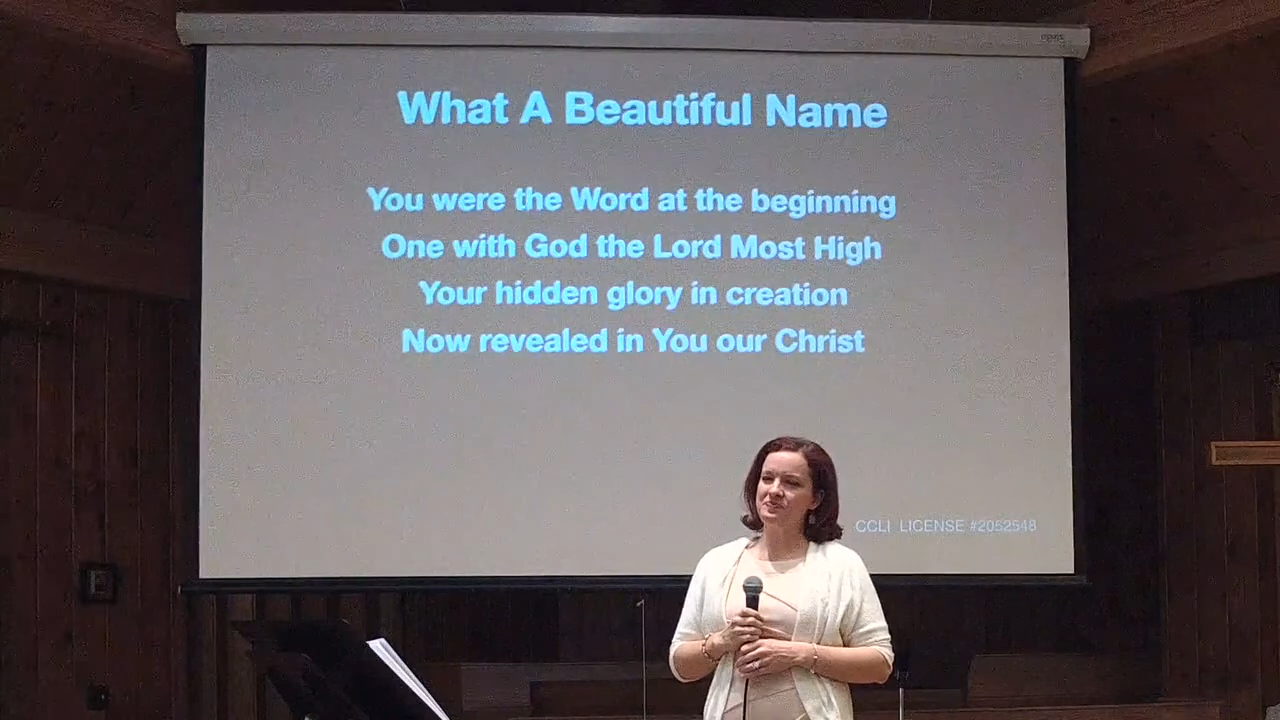 What A Beautiful Name
You were the Word at the beginning
One with God the Lord Most High
Your hidden glory in creation
Now revealed in You our Christ
CCLI LICENSE #2052548